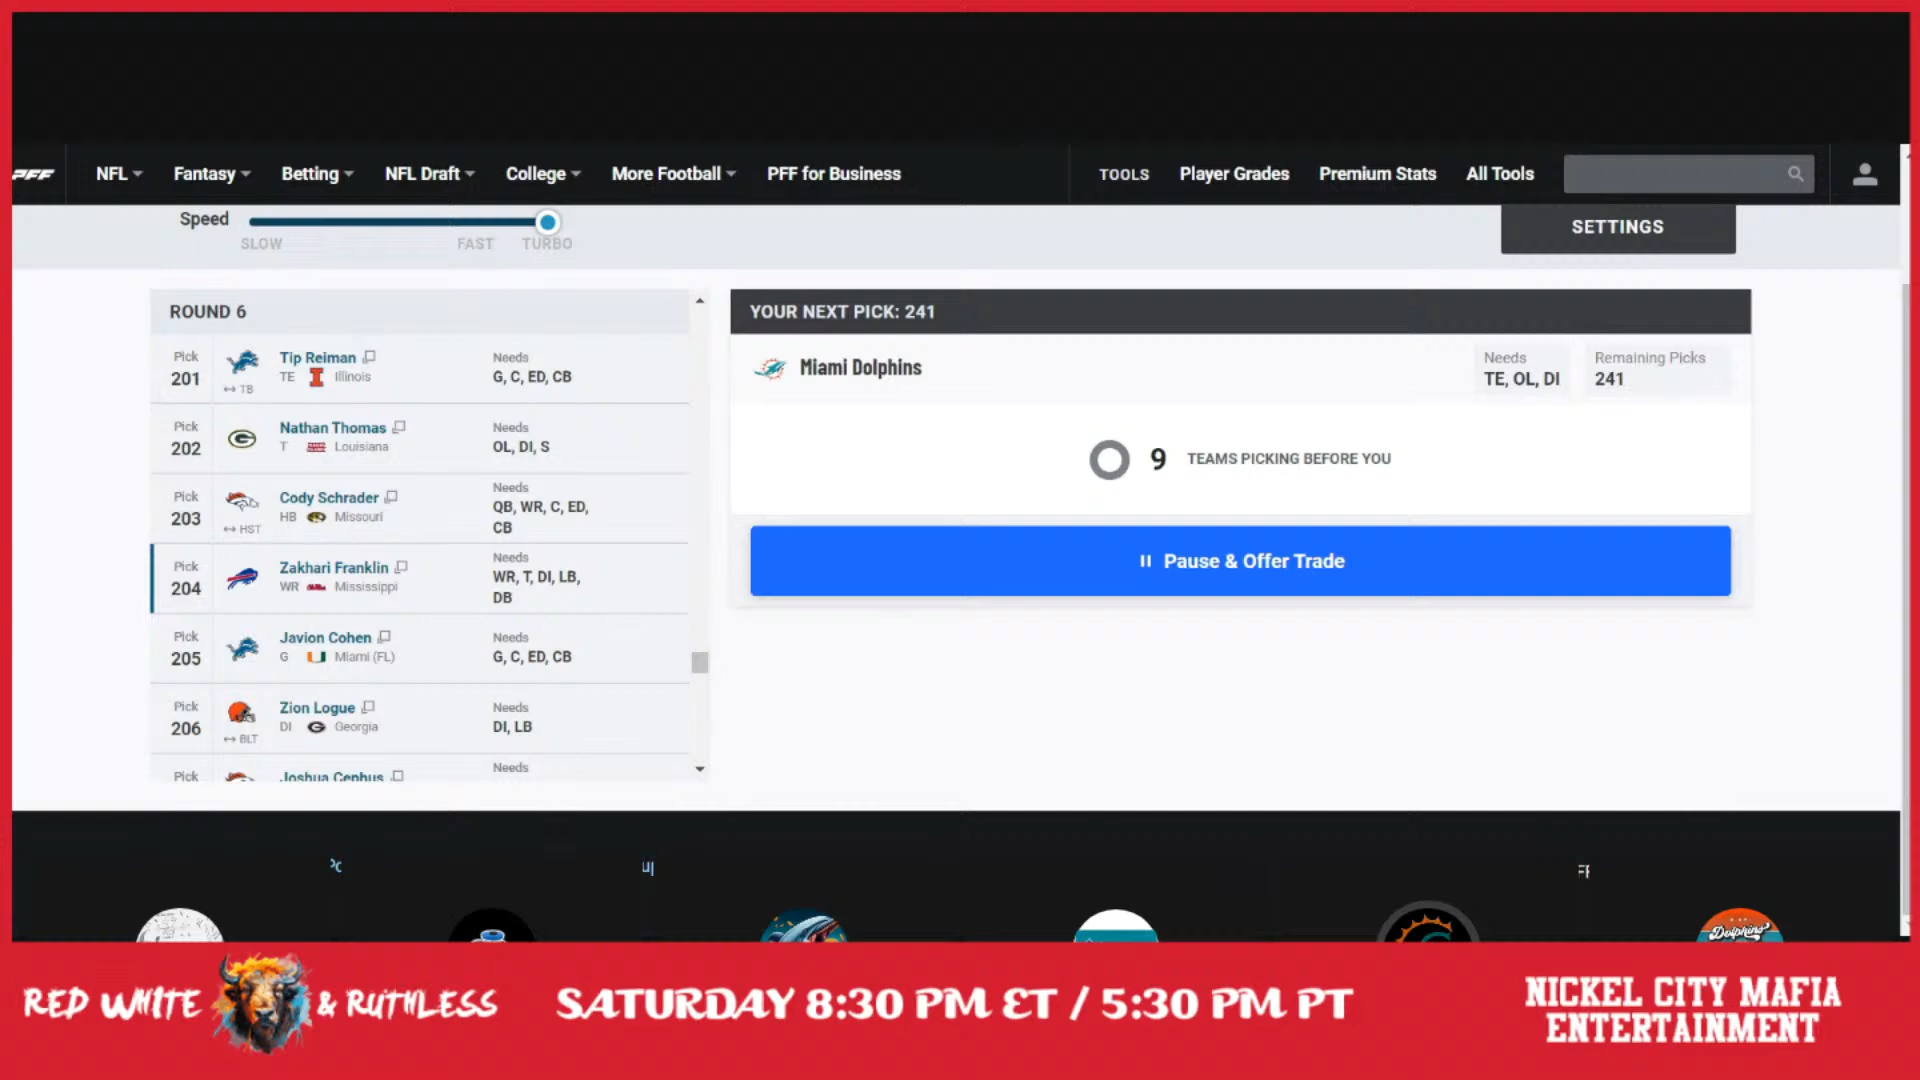 PFF
NFL
Fantasy
Betting
NFL Draft
College
More Football
PFF for Business
TOOLS
Player Grades
Premium Stats
All Tools
Speed
SLOW
FAST
TURBO
SETTINGS
ROUND 6
Pick
201
↔ TB
Tip Reiman
TE Illinois
Needs
G, C, ED, CB
Pick
202
Nathan Thomas
T Louisiana
Needs
OL, DI, S
Pick
203
↔ HST
Cody Schrader
HB Missouri
Needs
QB, WR, C, ED,
CB
Pick
204
Zakhari Franklin
WR Mississippi
Needs
WR, T, DI, LB,
DB
Pick
205
Javion Cohen
G Miami (FL)
Needs
G, C, ED, CB
Pick
206
↔ BLT
Zion Logue
DI Georgia
Needs
DI, LB
Pick
Joshua Cephus
Needs
YOUR NEXT PICK: 241
Miami Dolphins
Needs
TE, OL, DI
Remaining Picks
241
9 TEAMS PICKING BEFORE YOU
Pause & Offer Trade
Dolphins
RED WHITE & RUTHLESS
SATURDAY 8:30 PM ET / 5:30 PM PT
NICKEL CITY MAFIA
ENTERTAINMENT